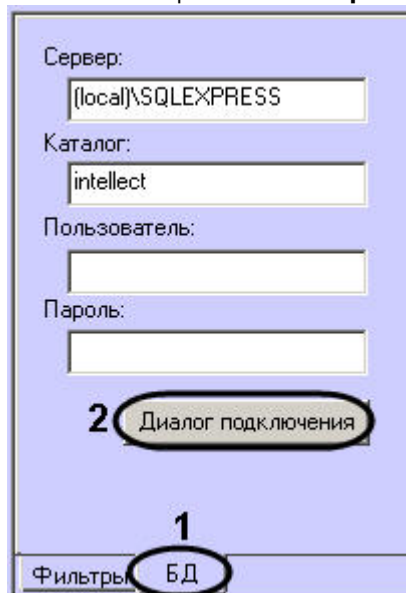 Сервер:
(local)\SQLEXPRESS
Каталог:
intellect
Пользователь:
Пароль:
2 Диалог подключения
1
Фильтры БД